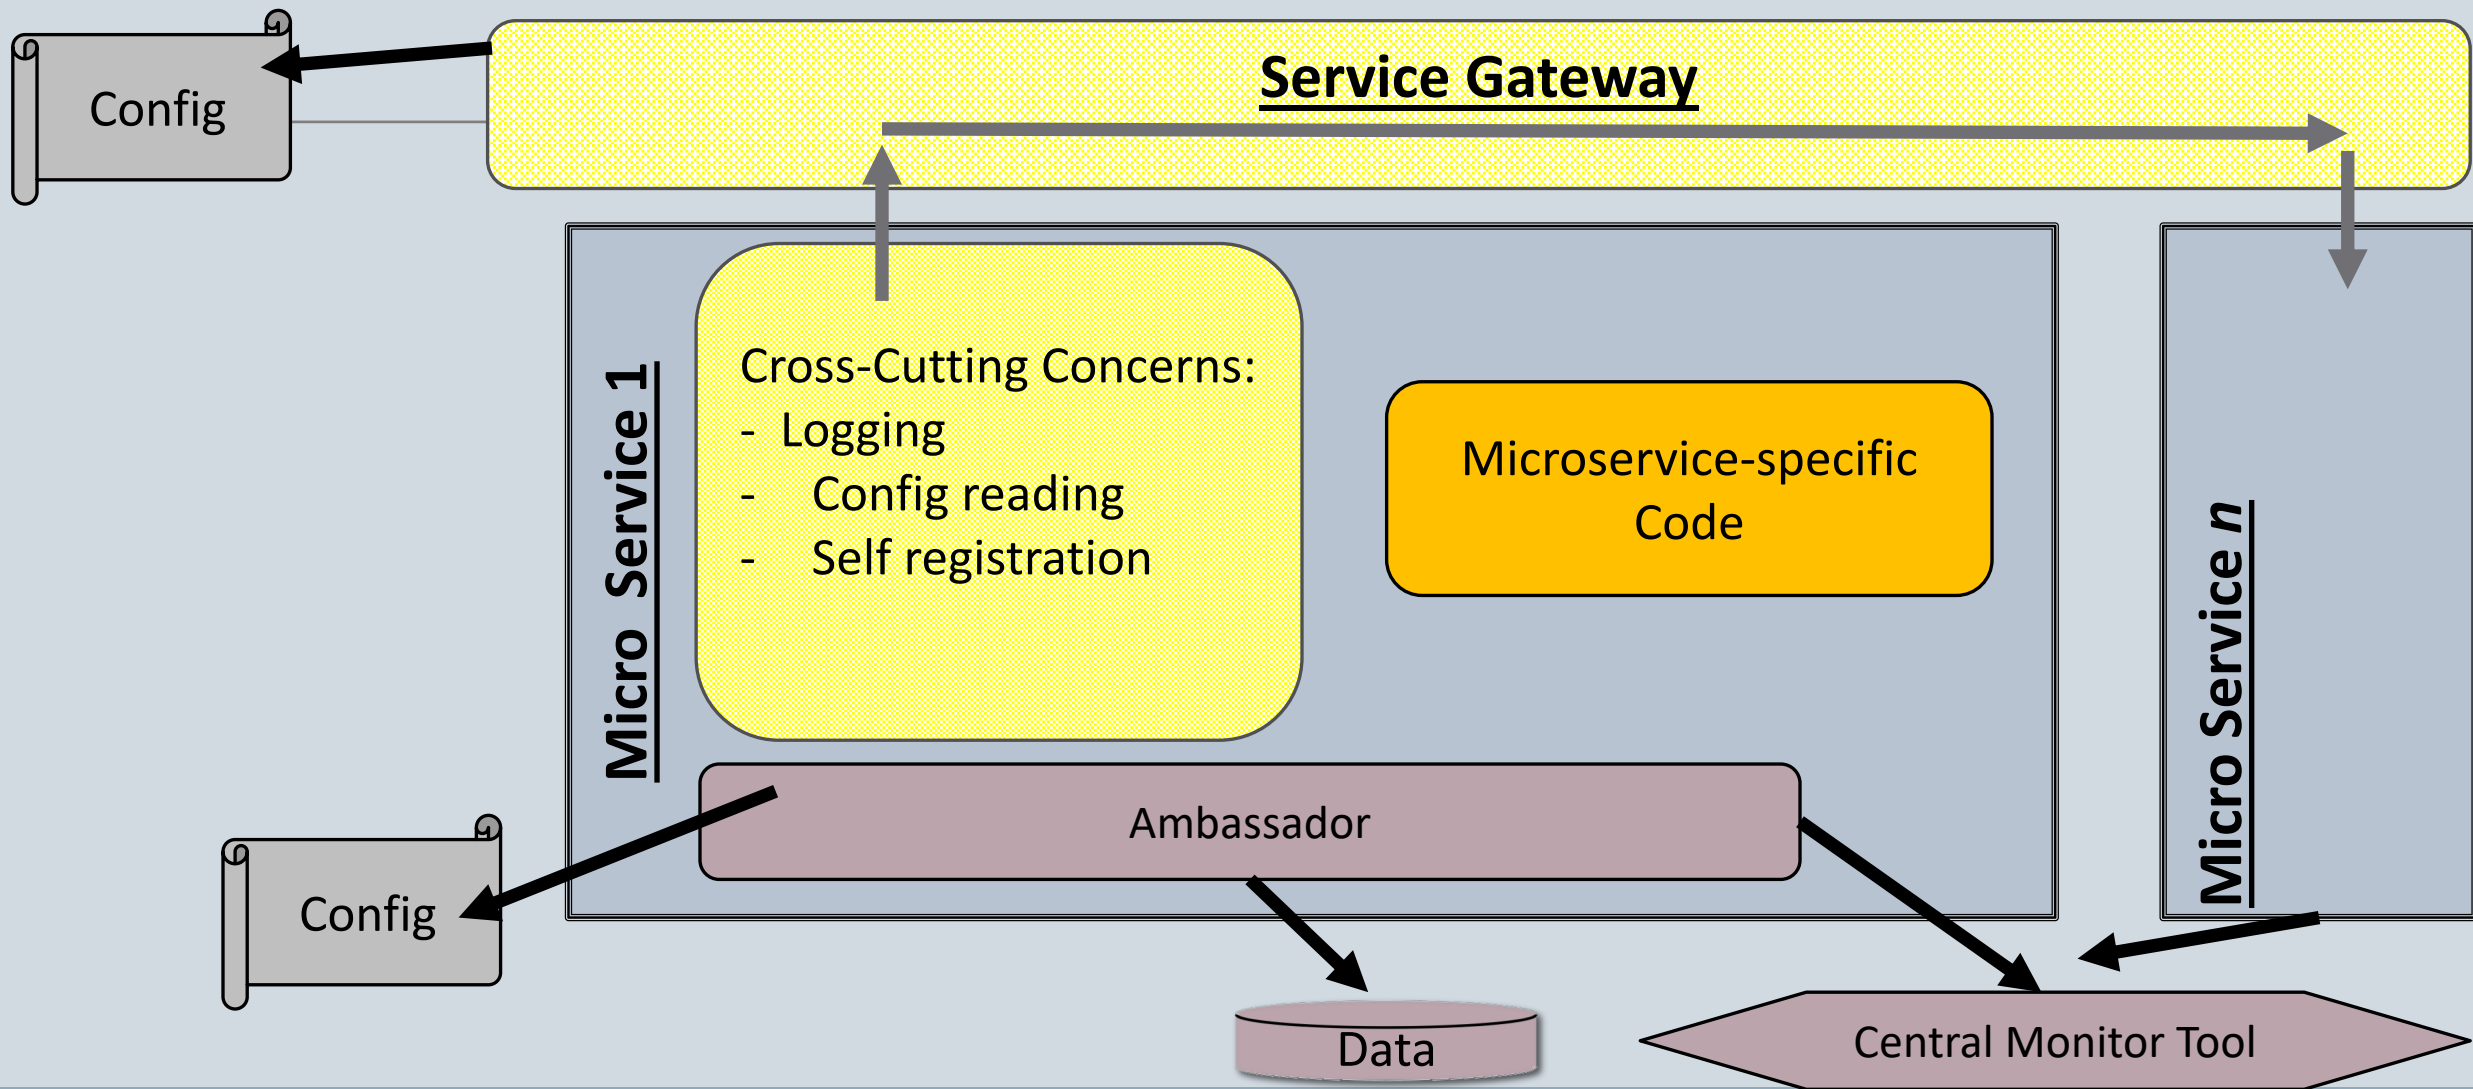 Config
Service Gateway
Micro Service 1
Cross-Cutting Concerns:
- Logging
- Config reading
- Self registration
Microservice-specific
Code
Micro Service n
Ambassador
Config
Data
Central Monitor Tool